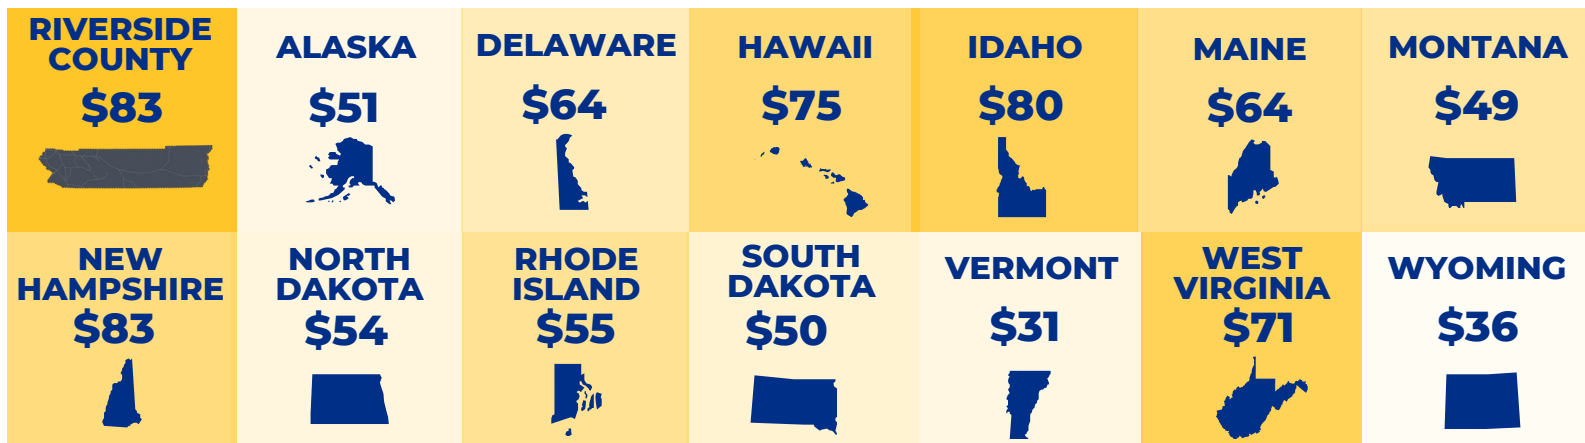 RIVERSIDE
COUNTY
$83
ALASKA
$51
DELAWARE
$64
HAWAII
$75
IDAHO
$80
MAINE
$64
MONTANA
$49
NEW
HAMPSHIRE
$83
NORTH
DAKOTA
$54
RHODE
ISLAND
$55
SOUTH
DAKOTA
$50
VERMONT
$31
WEST
VIRGINIA
$71
WYOMING
$36